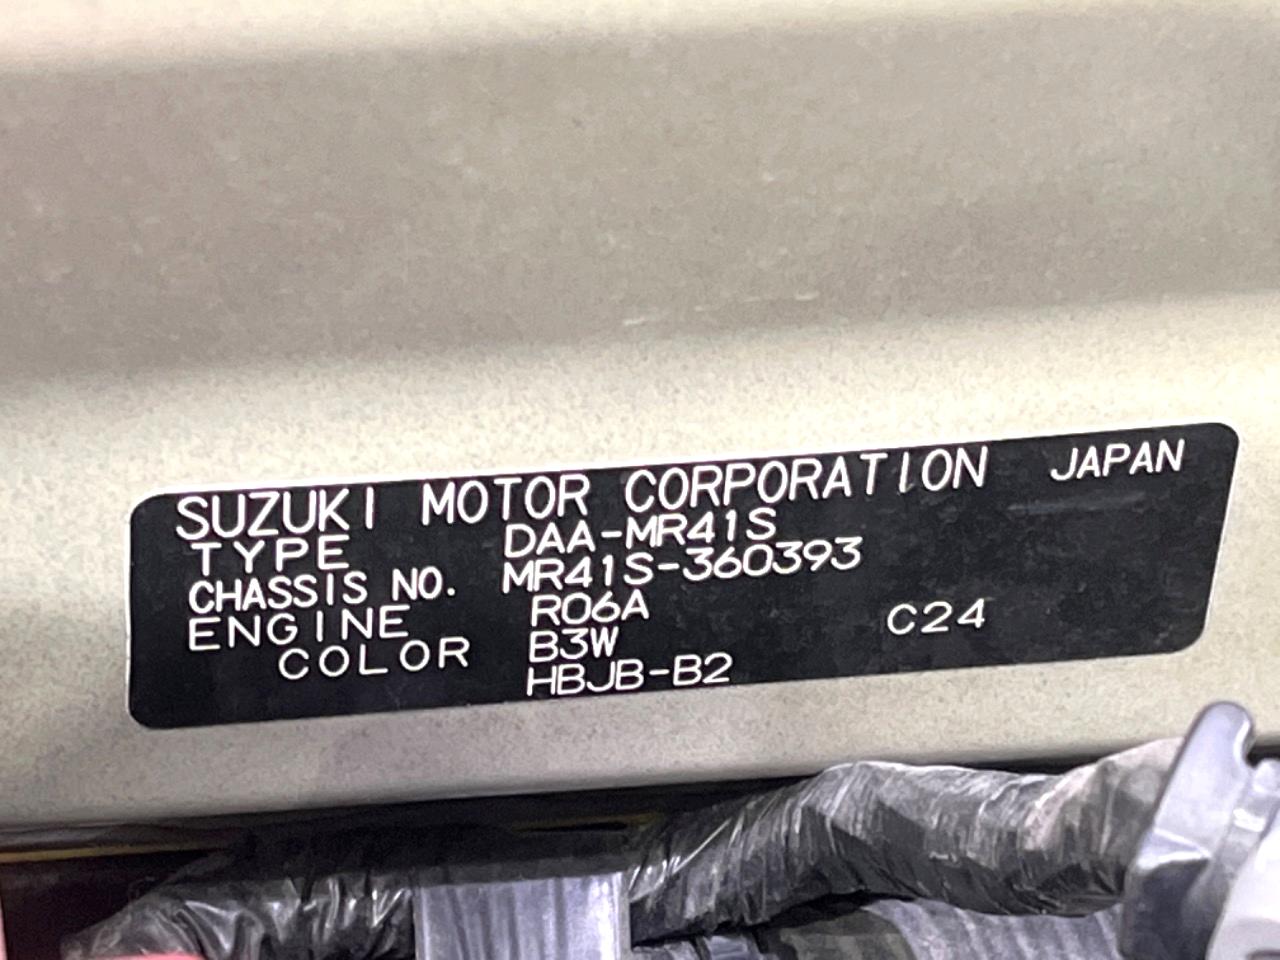 SUZUKI MOTOR CORPORATION JAPAN
TYPE DAA-MR41S
CHASSIS NO. MR41S-360393
ENGINE R06A
COLOR B3W C24
HBJB-B2